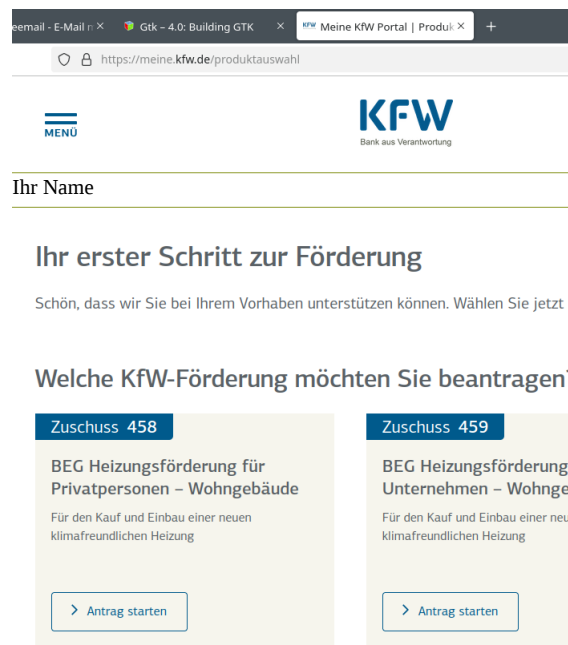 eemail - E-Mail
Gtk – 4.0: Building GTK
KFW Meine KfW Portal | Produk
https://meine.kfw.de/produktauswahl
MENÜ
KFW
Bank aus Verantwortung
Ihr Name
Ihr erster Schritt zur Förderung
Schön, dass wir Sie bei Ihrem Vorhaben unterstützen können. Wählen Sie jetzt
Welche KfW-Förderung möchten Sie beantragen?
Zuschuss 458
BEG Heizungsförderung für
Privatpersonen – Wohngebäude
Für den Kauf und Einbau einer neuen
klimafreundlichen Heizung
Antrag starten
Zuschuss 459
BEG Heizungsförderung
Unternehmen – Wohnge
Für den Kauf und Einbau einer neu
klimafreundlichen Heizung
Antrag starten